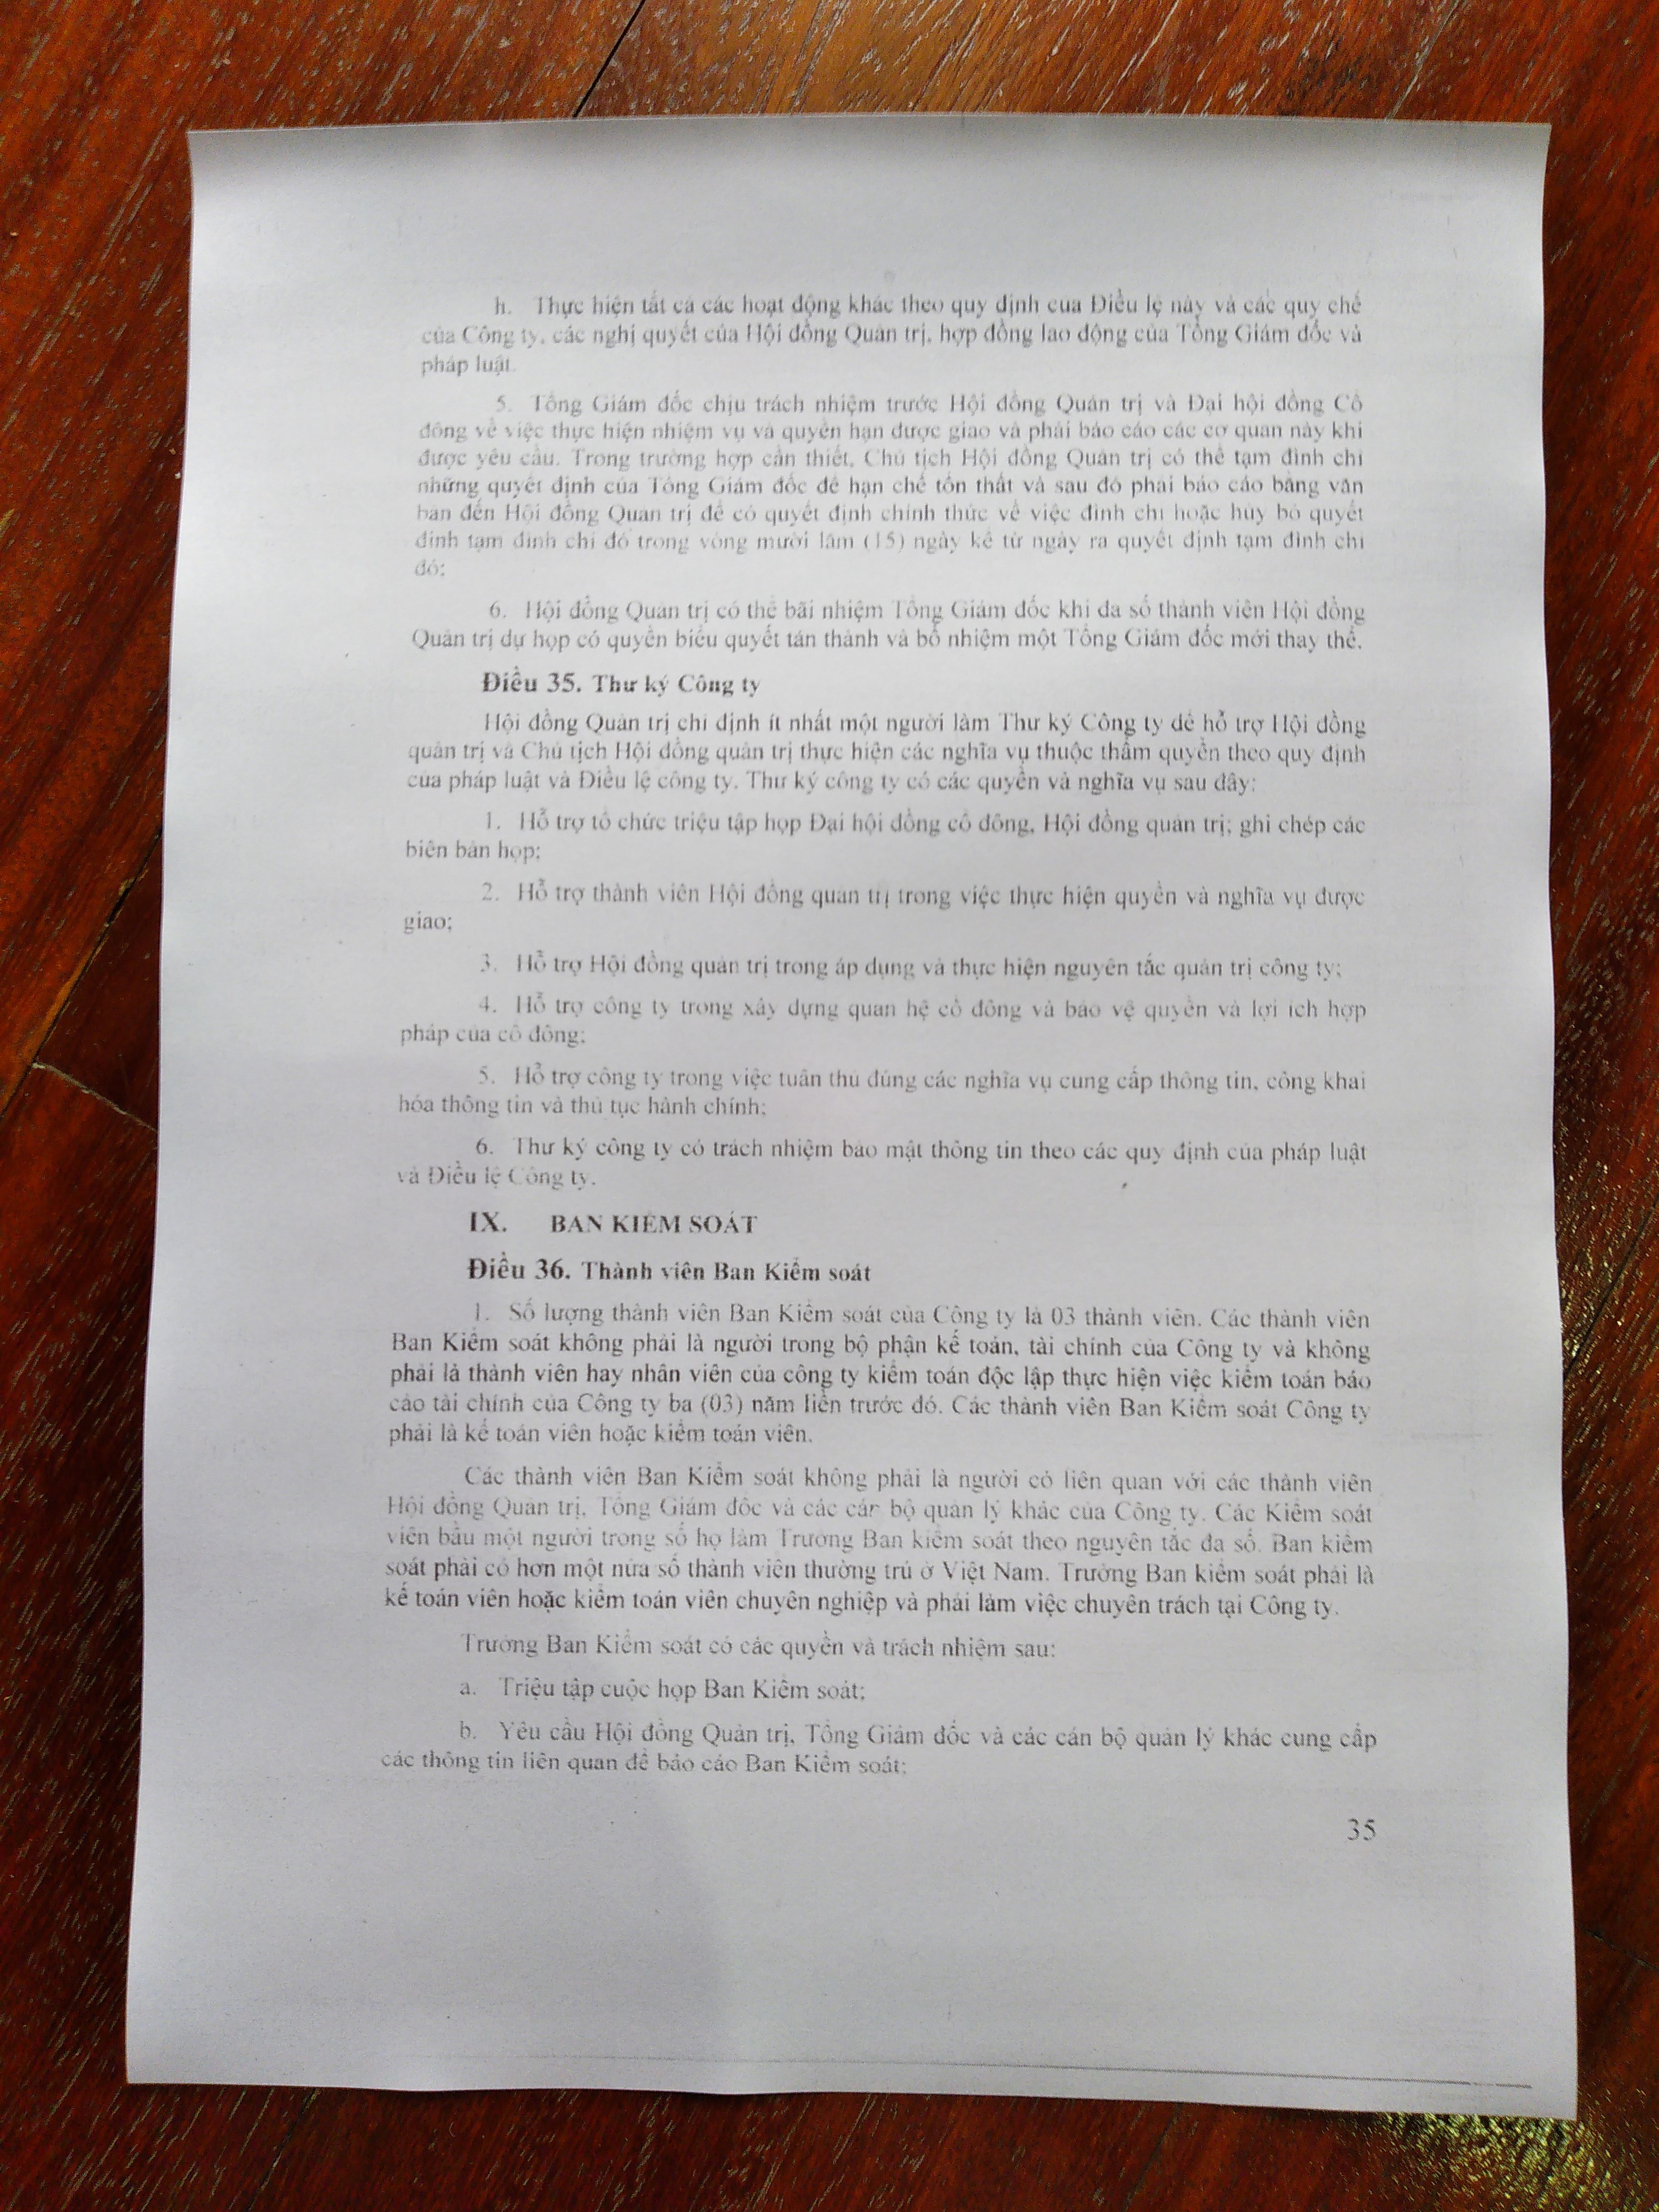 h. Thực hiện tất cả các hoạt động khác theo quy định của Điều lệ này và các quy chế
của Công ty, các nghị quyết của Hội đồng Quản trị, hợp đồng lao động của Tổng Giám đốc và
pháp luật.
5. Tổng Giám đốc chịu trách nhiệm trước Hội đồng Quản trị và Đại hội đồng Cổ
đông về việc thực hiện nhiệm vụ và quyền hạn được giao và phải báo cáo các cơ quan này khi
được yêu cầu. Trong trường hợp cần thiết, Chủ tịch Hội đồng Quản trị có thể tạm đình chỉ
những quyết định của Tổng Giám đốc để hạn chế tổn thất và sau đó phải báo cáo bằng văn
bản đến Hội đồng Quản trị để có quyết định chính thức về việc đình chỉ hoặc hủy bỏ quyết
định tạm đình chỉ đó trong vòng mười lăm (15) ngày kể từ ngày ra quyết định tạm đình chỉ
đó;
6. Hội đồng Quản trị có thể bãi nhiệm Tổng Giám đốc khi đa số thành viên Hội đồng
Quản trị dự họp có quyền biểu quyết tán thành và bổ nhiệm một Tổng Giám đốc mới thay thế.
Điều 35. Thư ký Công ty
Hội đồng Quản trị chỉ định ít nhất một người làm Thư ký Công ty để hỗ trợ Hội đồng
quản trị và Chủ tịch Hội đồng quản trị thực hiện các nghĩa vụ thuộc thẩm quyền theo quy định
của pháp luật và Điều lệ công ty. Thư ký công ty có các quyền và nghĩa vụ sau đây:
1. Hỗ trợ tổ chức triệu tập họp Đại hội đồng cổ đông, Hội đồng quản trị; ghi chép các
biên bản họp;
2. Hỗ trợ thành viên Hội đồng quản trị trong việc thực hiện quyền và nghĩa vụ được
giao;
3. Hỗ trợ Hội đồng quản trị trong áp dụng và thực hiện nguyên tắc quản trị công ty;
4. Hỗ trợ công ty trong xây dựng quan hệ cổ đông và bảo vệ quyền và lợi ích hợp
pháp của cổ đông;
5. Hỗ trợ công ty trong việc tuân thủ đúng các nghĩa vụ cung cấp thông tin, công khai
hóa thông tin và thủ tục hành chính;
6. Thư ký công ty có trách nhiệm bảo mật thông tin theo các quy định của pháp luật
và Điều lệ Công ty.
IX. BAN KIỂM SOÁT
Điều 36. Thành viên Ban Kiểm soát
1. Số lượng thành viên Ban Kiểm soát của Công ty là 03 thành viên. Các thành viên
Ban Kiểm soát không phải là người trong bộ phận kế toán, tài chính của Công ty và không
phải là thành viên hay nhân viên của công ty kiểm toán độc lập thực hiện việc kiểm toán báo
cáo tài chính của Công ty ba (03) năm liền trước đó. Các thành viên Ban Kiểm soát Công ty
phải là kế toán viên hoặc kiểm toán viên.
Các thành viên Ban Kiểm soát không phải là người có liên quan với các thành viên
Hội đồng Quản trị, Tổng Giám đốc và các cán bộ quản lý khác của Công ty. Các Kiểm soát
viên bầu một người trong số họ làm Trưởng Ban kiểm soát theo nguyên tắc đa số. Ban kiểm
soát phải có hơn một nửa số thành viên thường trú ở Việt Nam. Trưởng Ban kiểm soát phải là
kế toán viên hoặc kiểm toán viên chuyên nghiệp và phải làm việc chuyên trách tại Công ty.
Trưởng Ban Kiểm soát có các quyền và trách nhiệm sau:
a. Triệu tập cuộc họp Ban Kiểm soát;
b. Yêu cầu Hội đồng Quản trị, Tổng Giám đốc và các cán bộ quản lý khác cung cấp
các thông tin liên quan để báo cáo Ban Kiểm soát;
35